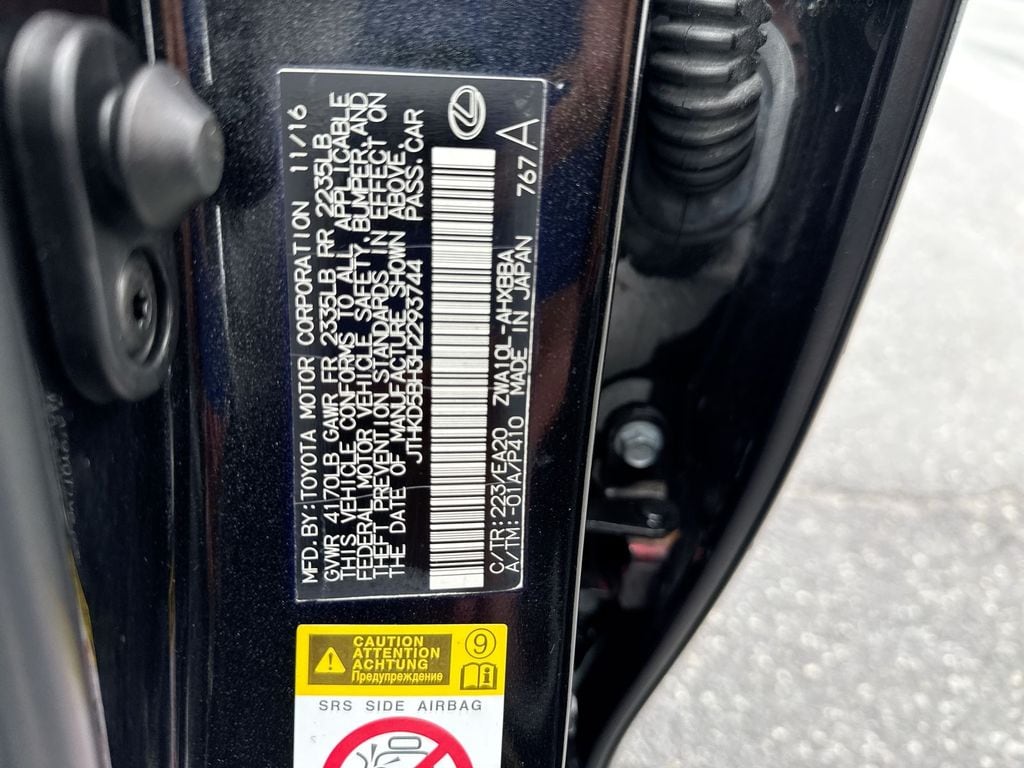 MFD.BY:TOYOTA MOTOR CORPORATION 11/16
GVWR 4170LB GAWR FR 2335LB RR 2235LB
THIS VEHICLE CONFORMS TO ALL APPLICABLE
FEDERAL MOTOR VEHICLE SAFETY, BUMPER, AND
THEFT PREVENTION STANDARDS IN EFFECT ON
THE DATE OF MANUFACTURE SHOWN ABOVE.
JTHKD5BH3H2293744 PASS.CAR
C/TR:223/EA20 ZWA10L-AHXBBA
A/TM:-01A/P410 MADE IN JAPAN 767 A
CAUTION
ATTENTION
ACHTUNG
Предупреждение
9
SRS SIDE AIRBAG